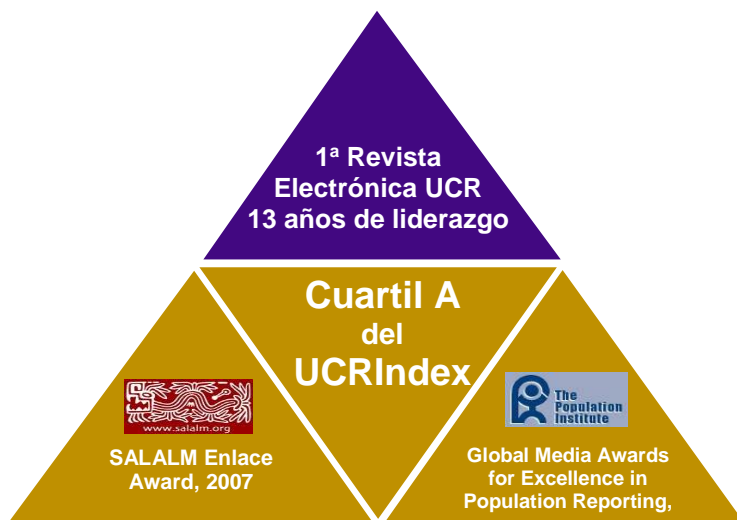 1ª Revista
Electrónica UCR
13 años de liderazgo
Cuartil A
del
UCRIndex
www.salalm.org
SALALM Enlace
Award, 2007
The
Population
Institute
Global Media Awards
for Excellence in
Population Reporting,